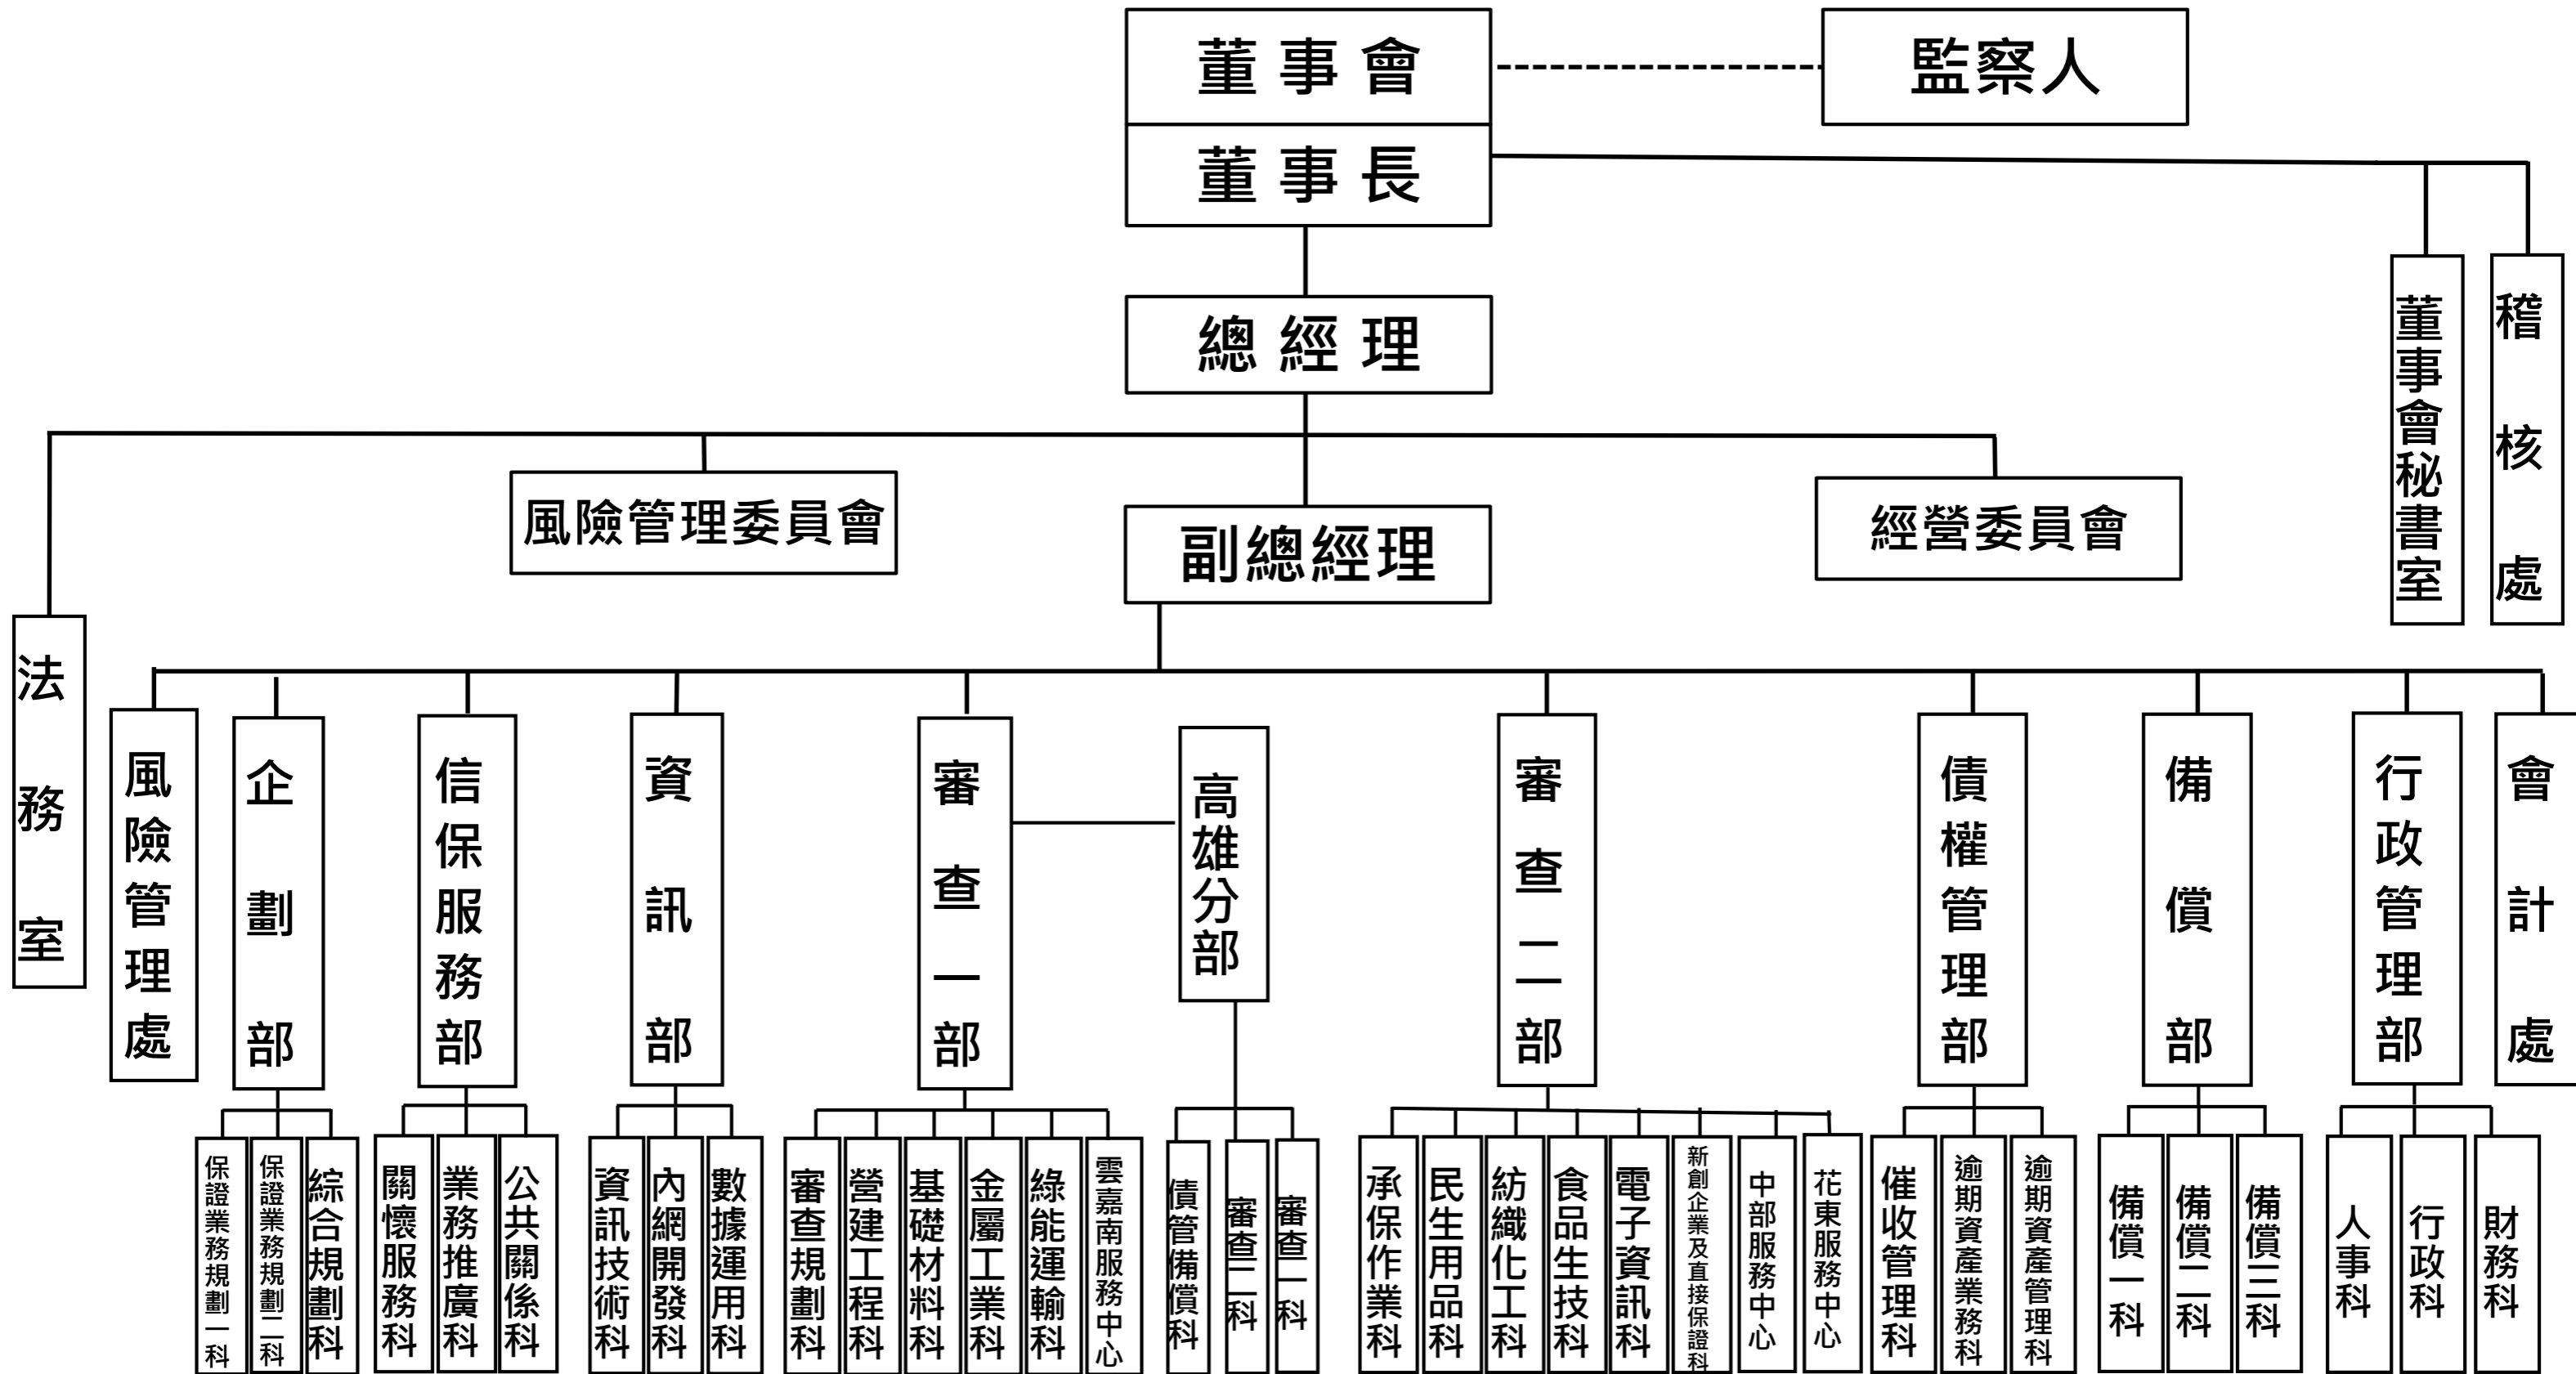 董事會
監察人
董事長
總經理
風險管理委員會
副總經理
經營委員會
董事會秘書室
稽核處
法務室
風險管理處
企劃部
信保服務部
資訊部
審查一部
高雄分部
審查二部
債權管理部
備償部
行政管理部
會計處
保證業務規劃一科
保證業務規劃二科
綜合規劃科
關懷服務科
業務推廣科
公共關係科
資訊技術科
內網開發科
數據運用科
審查規劃科
營建工程科
基礎材料科
金屬工業科
綠能運輸科
雲嘉南服務中心
債管備償科
審查二科
審查一科
承保作業科
民生用品科
紡織化工科
食品生技科
電子資訊科
新創企業及直接保證科
中部服務中心
花東服務中心
催收管理科
逾期資產業務科
逾期資產管理科
備償一科
備償二科
備償三科
人事科
行政科
財務科